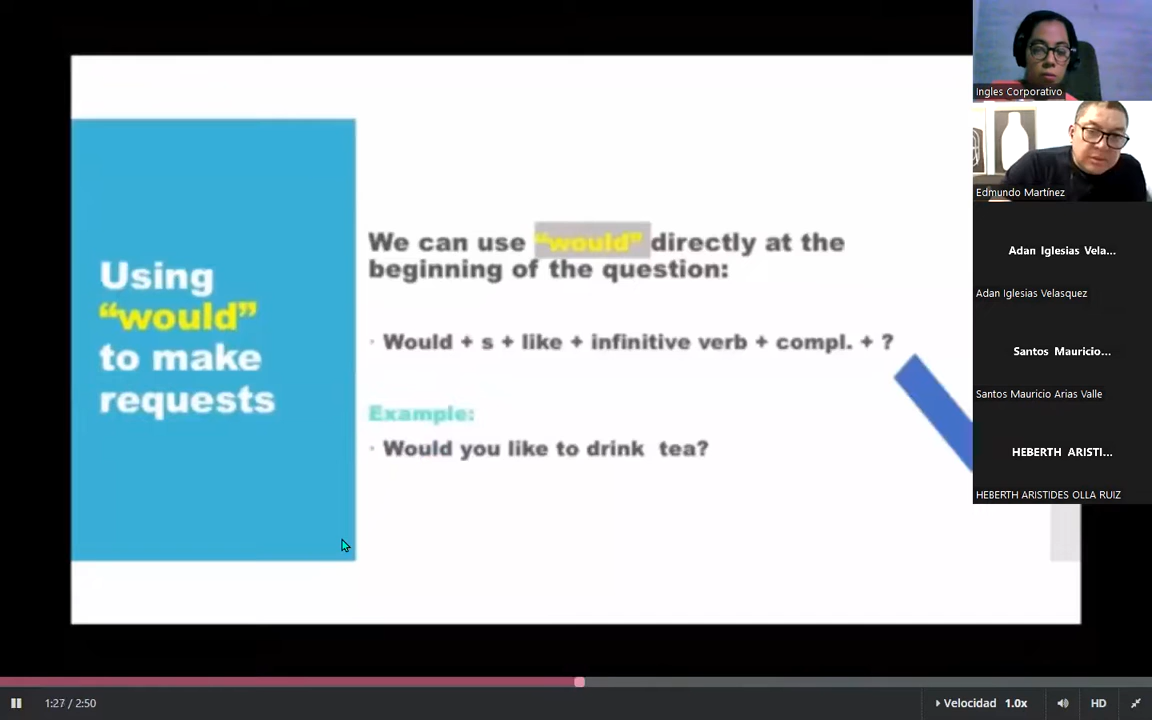 Using
“would”
to make
requests
We can use “would” directly at the
beginning of the question:
· Would + s + like + infinitive verb + compl. + ?
Example:
· Would you like to drink tea?
Ingles Corporativo
Edmundo Martínez
Adan Iglesias Vela...
Adan Iglesias Velasquez
Santos Mauricio...
Santos Mauricio Arias Valle
HEBERTH ARISTI...
HEBERTH ARISTIDES OLLA RUIZ
1:27 / 2:50
Velocidad 1.0x
HD